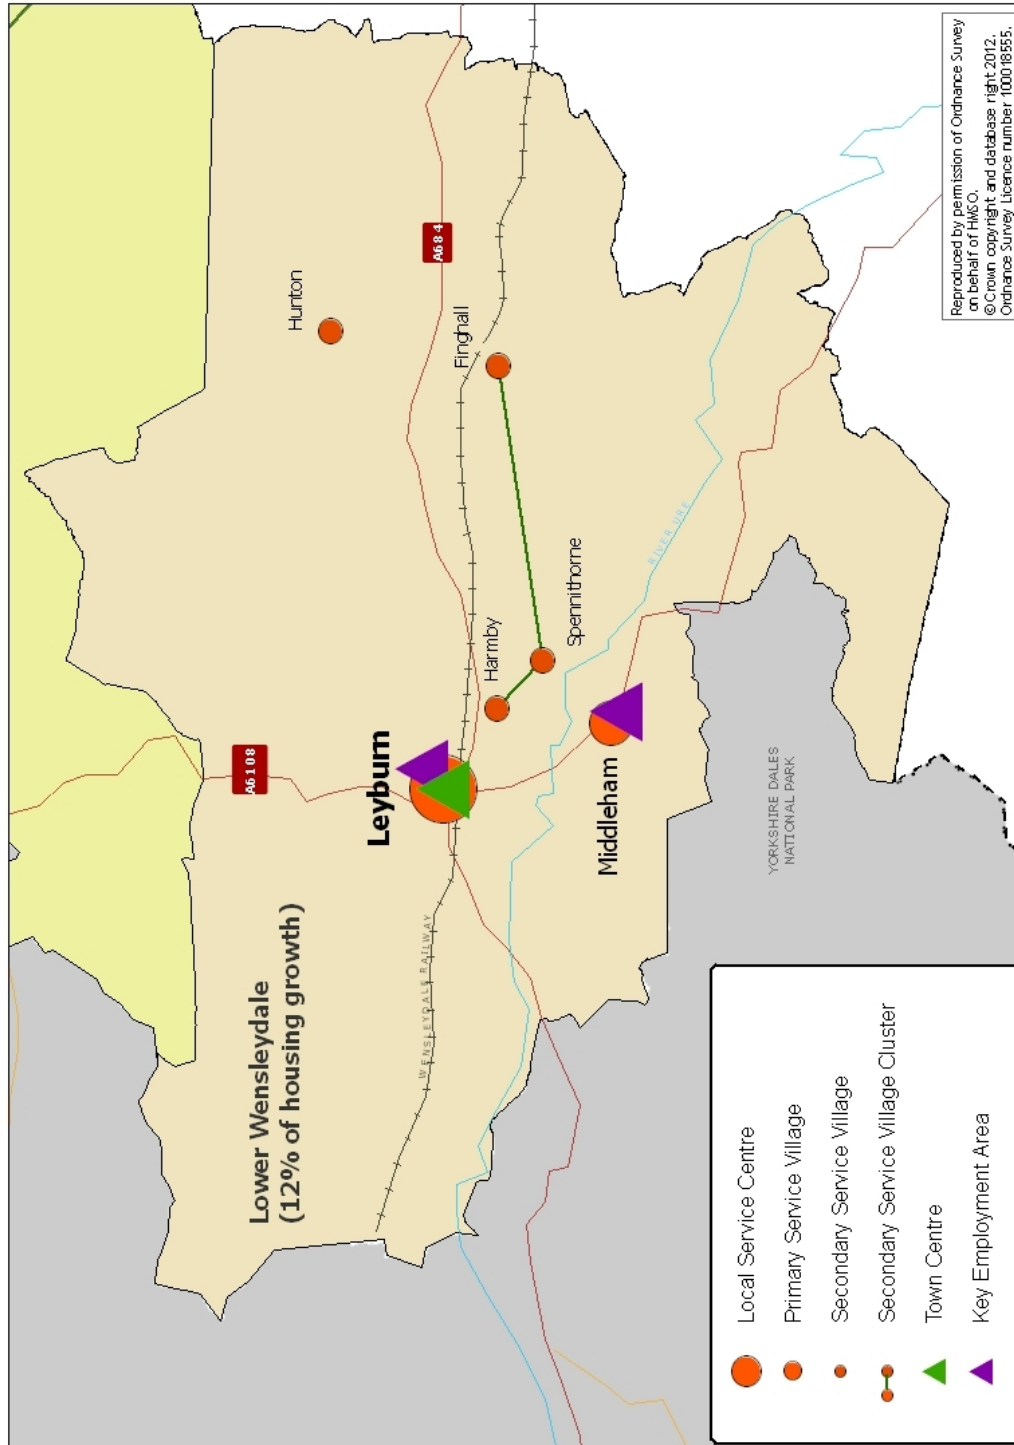 Lower Wensleydale
(12% of housing growth)
A6108
A684
Hunton
Finghall
Leyburn
Harmby
Spennithorne
Middleham
WENSLEYDALE RAILWAY
RIVER URE
YORKSHIRE DALES
NATIONAL PARK
Local Service Centre
Primary Service Village
Secondary Service Village
Secondary Service Village Cluster
Town Centre
Key Employment Area
Reproduced by permission of Ordnance Survey
on behalf of HMSO.
© Crown copyright and database right 2012.
Ordnance Survey Licence number 100018555.